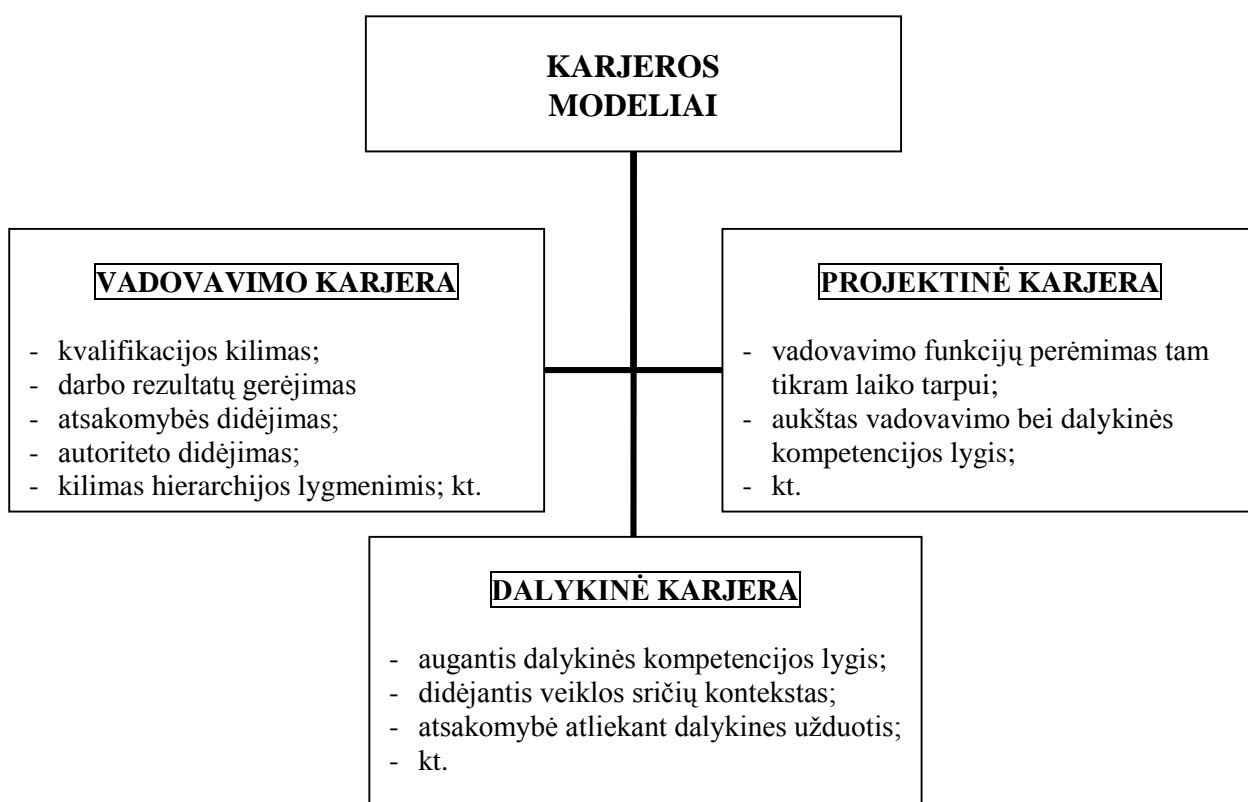 KARJEROS
MODELIAI
VADOVAVIMO KARJERA
- kvalifikacijos kilimas;
- darbo rezultatų gerėjimas
- atsakomybės didėjimas;
- autoriteto didėjimas;
- kilimas hierarchijos lygmenimis; kt.
PROJEKTINĖ KARJERA
- vadovavimo funkcijų perėmimas tam
tikram laiko tarpui;
- aukštas vadovavimo bei dalykinės
kompetencijos lygis;
- kt.
DALYKINĖ KARJERA
- augantis dalykinės kompetencijos lygis;
- didėjantis veiklos sričių kontekstas;
- atsakomybė atliekant dalykines užduotis;
- kt.